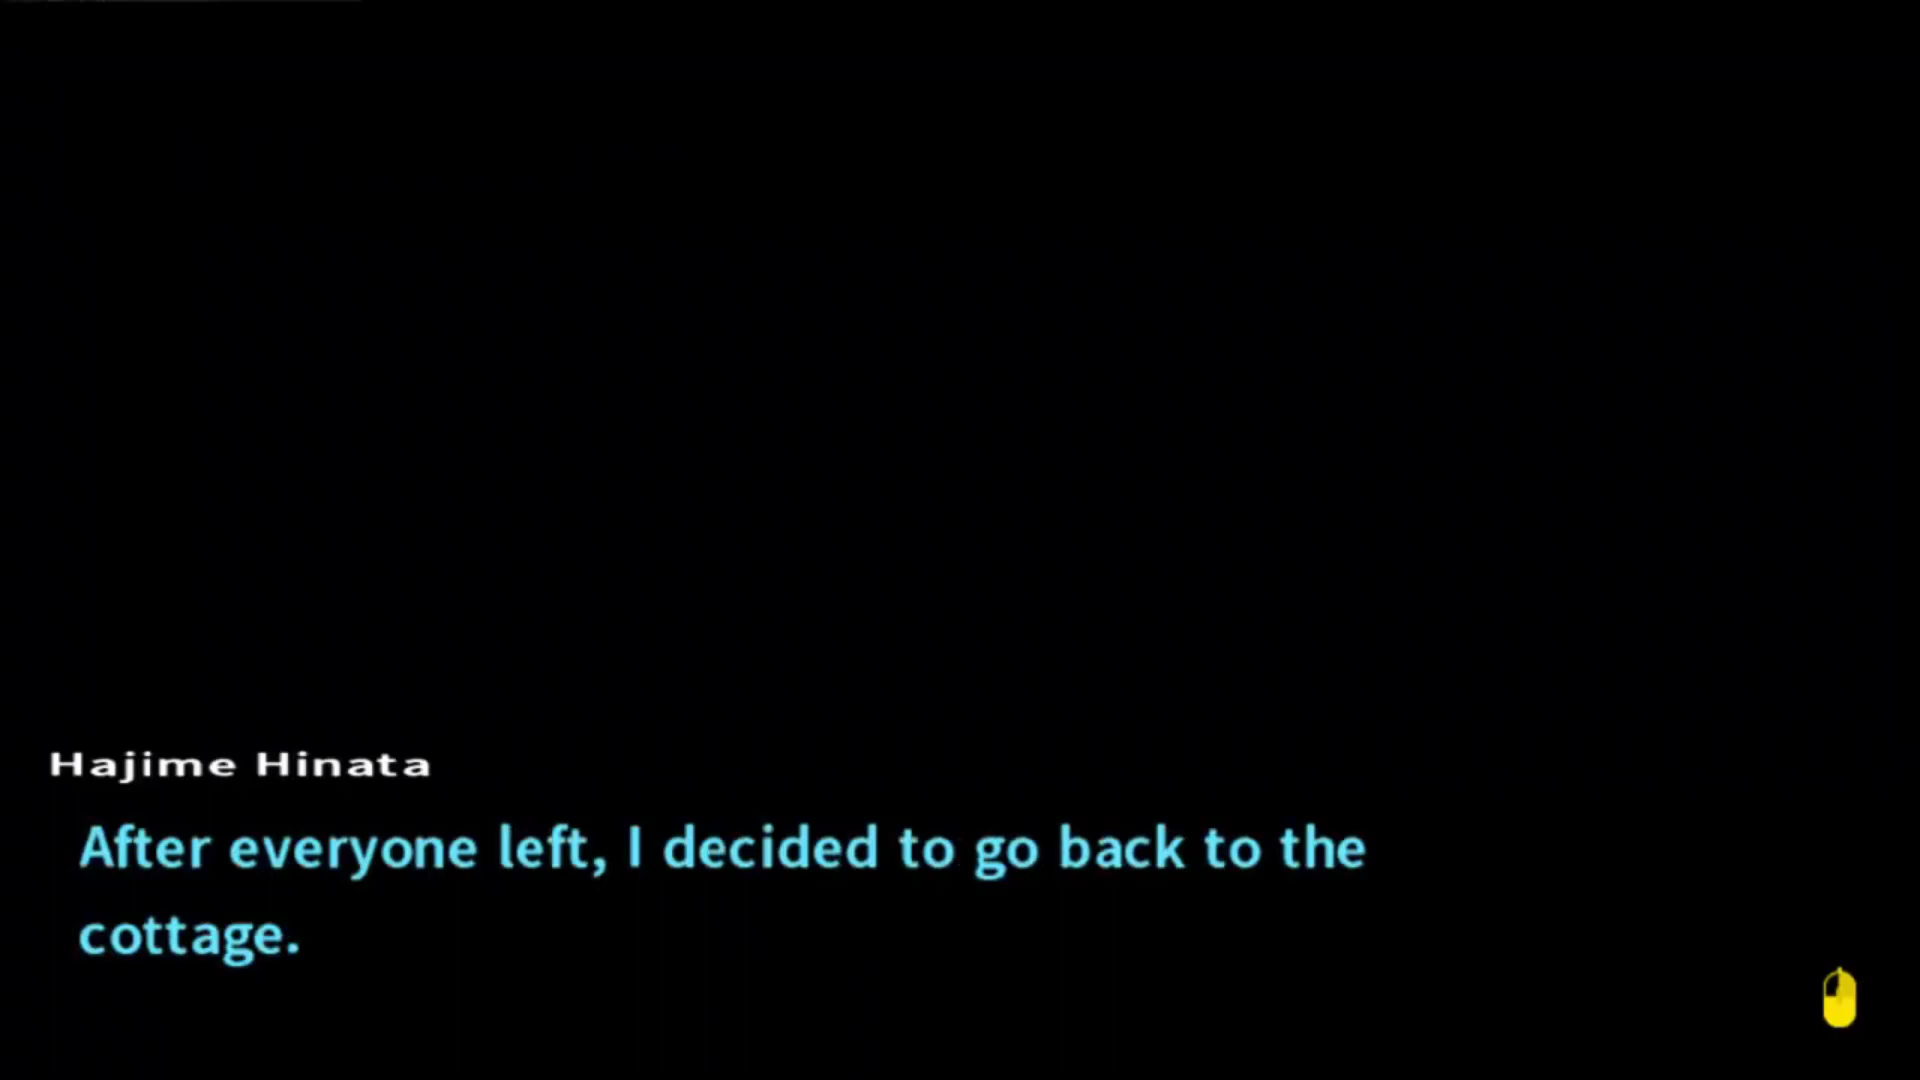 Hajime Hinata
After everyone left, I decided to go back to the
cottage.